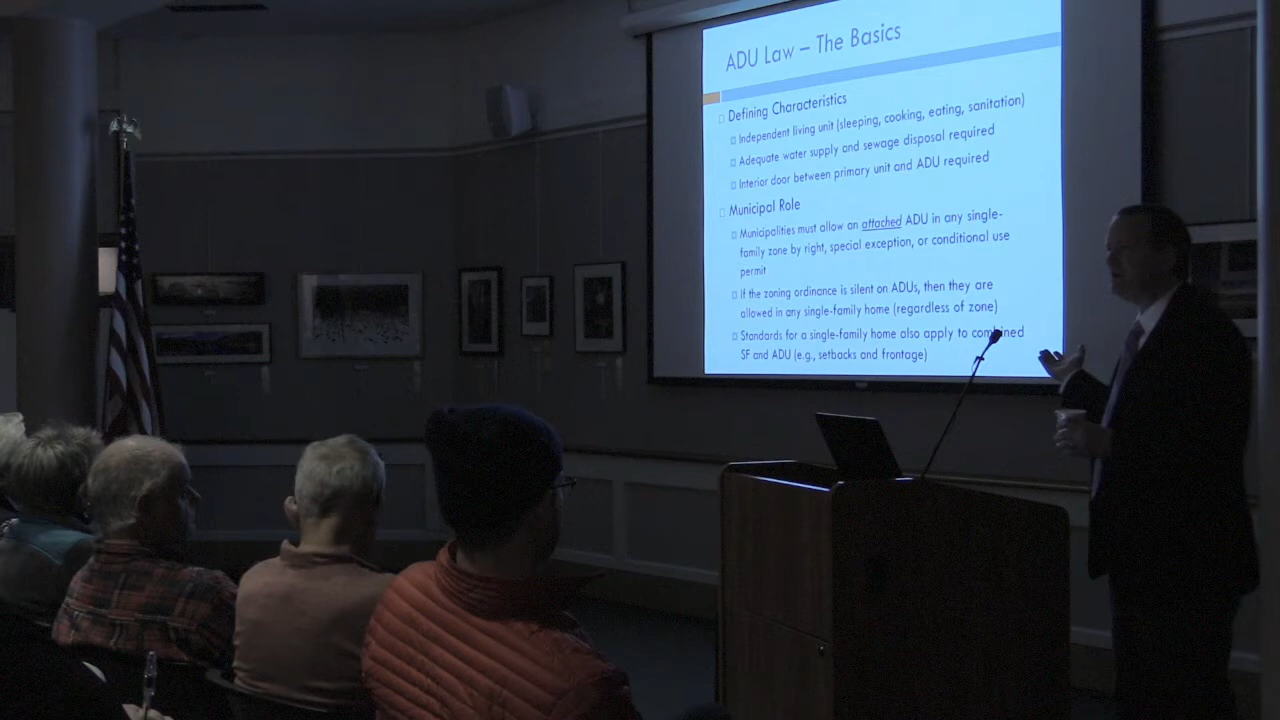 ADU Law – The Basics
Defining Characteristics
Independent living unit (sleeping, cooking, eating, sanitation)
Adequate water supply and sewage disposal required
Interior door between primary unit and ADU required
Municipal Role
Municipalities must allow an attached ADU in any single-
family zone by right, special exception, or conditional use
permit
If the zoning ordinance is silent on ADUs, then they are
allowed in any single-family home (regardless of zone)
Standards for a single-family home also apply to combined
SF and ADU (e.g., setbacks and frontage)